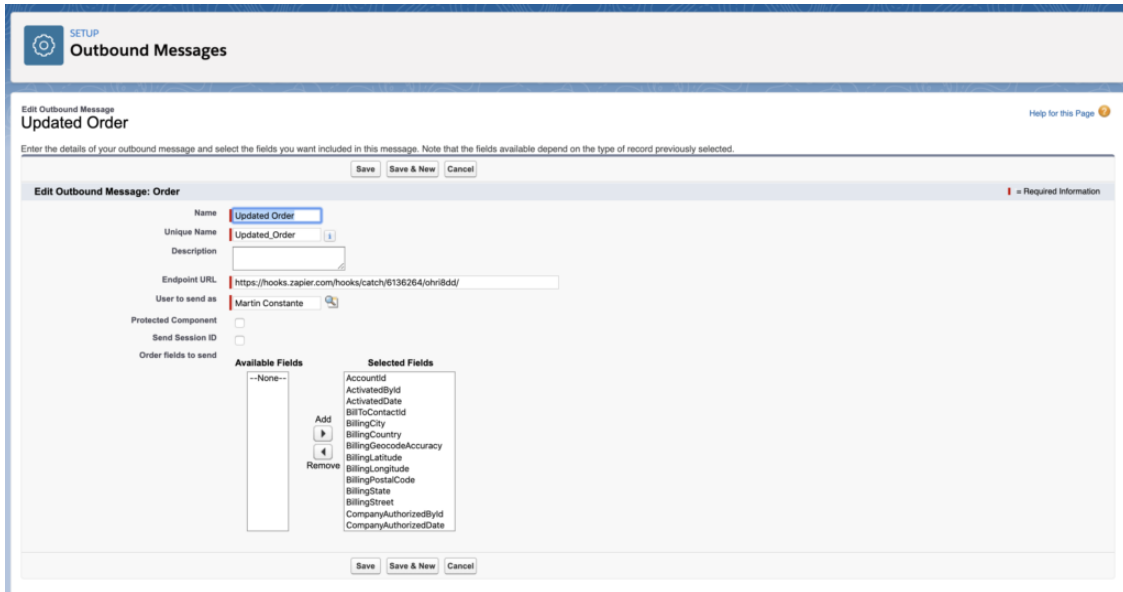 SETUP
Outbound Messages
Edit Outbound Message
Updated Order
Help for this Page
Enter the details of your outbound message and select the fields you want included in this message. Note that the fields available depend on the type of record previously selected.
Save Save & New Cancel
Edit Outbound Message: Order
= Required Information
Name Updated Order
Unique Name Updated_Order i
Description
Endpoint URL https://hooks.zapier.com/hooks/catch/6136264/ohri8dd/
User to send as Martin Constante
Protected Component
Send Session ID
Order fields to send
Available Fields
--None--
Add
Remove
Selected Fields
AccountId
ActivatedById
ActivatedDate
BillToContactId
BillingCity
BillingCountry
BillingGeocodeAccuracy
BillingLatitude
BillingLongitude
BillingPostalCode
BillingState
BillingStreet
CompanyAuthorizedById
CompanyAuthorizedDate
Save Save & New Cancel